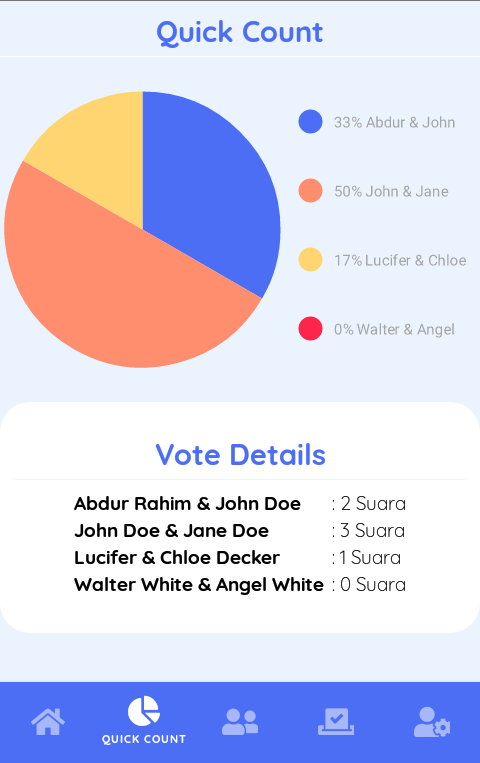 Quick Count
33% Abdur & John
50% John & Jane
17% Lucifer & Chloe
0% Walter & Angel
Vote Details
Abdur Rahim & John Doe : 2 Suara
John Doe & Jane Doe : 3 Suara
Lucifer & Chloe Decker : 1 Suara
Walter White & Angel White : 0 Suara
QUICK COUNT